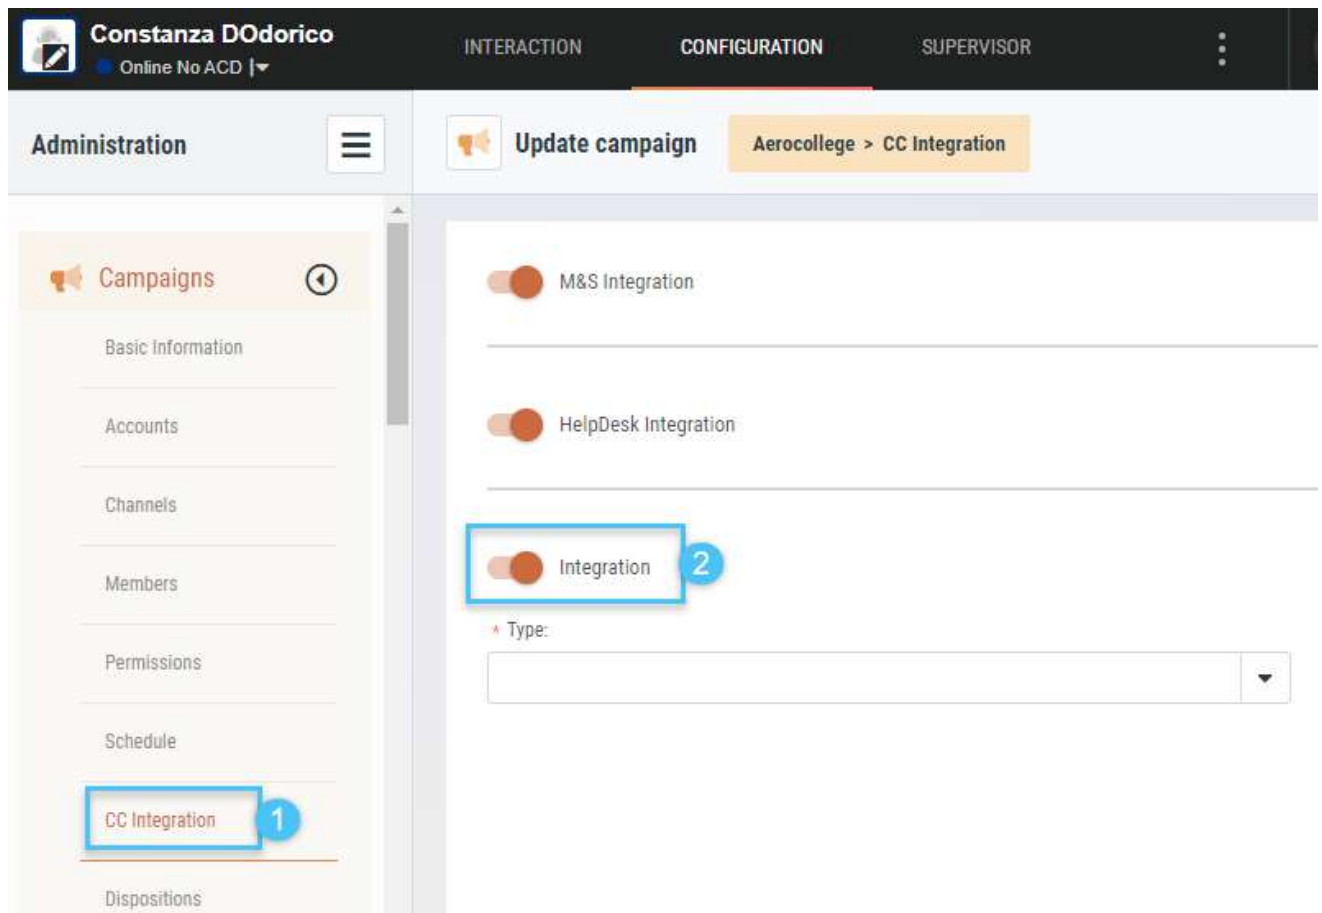 Constanza DOdorico
Online No ACD
INTERACTION
CONFIGURATION
SUPERVISOR
Administration
Update campaign
Aerocollege > CC Integration
Campaigns
Basic Information
Accounts
Channels
Members
Permissions
Schedule
CC Integration
1
Dispositions
M&S Integration
HelpDesk Integration
Integration
2
* Type: